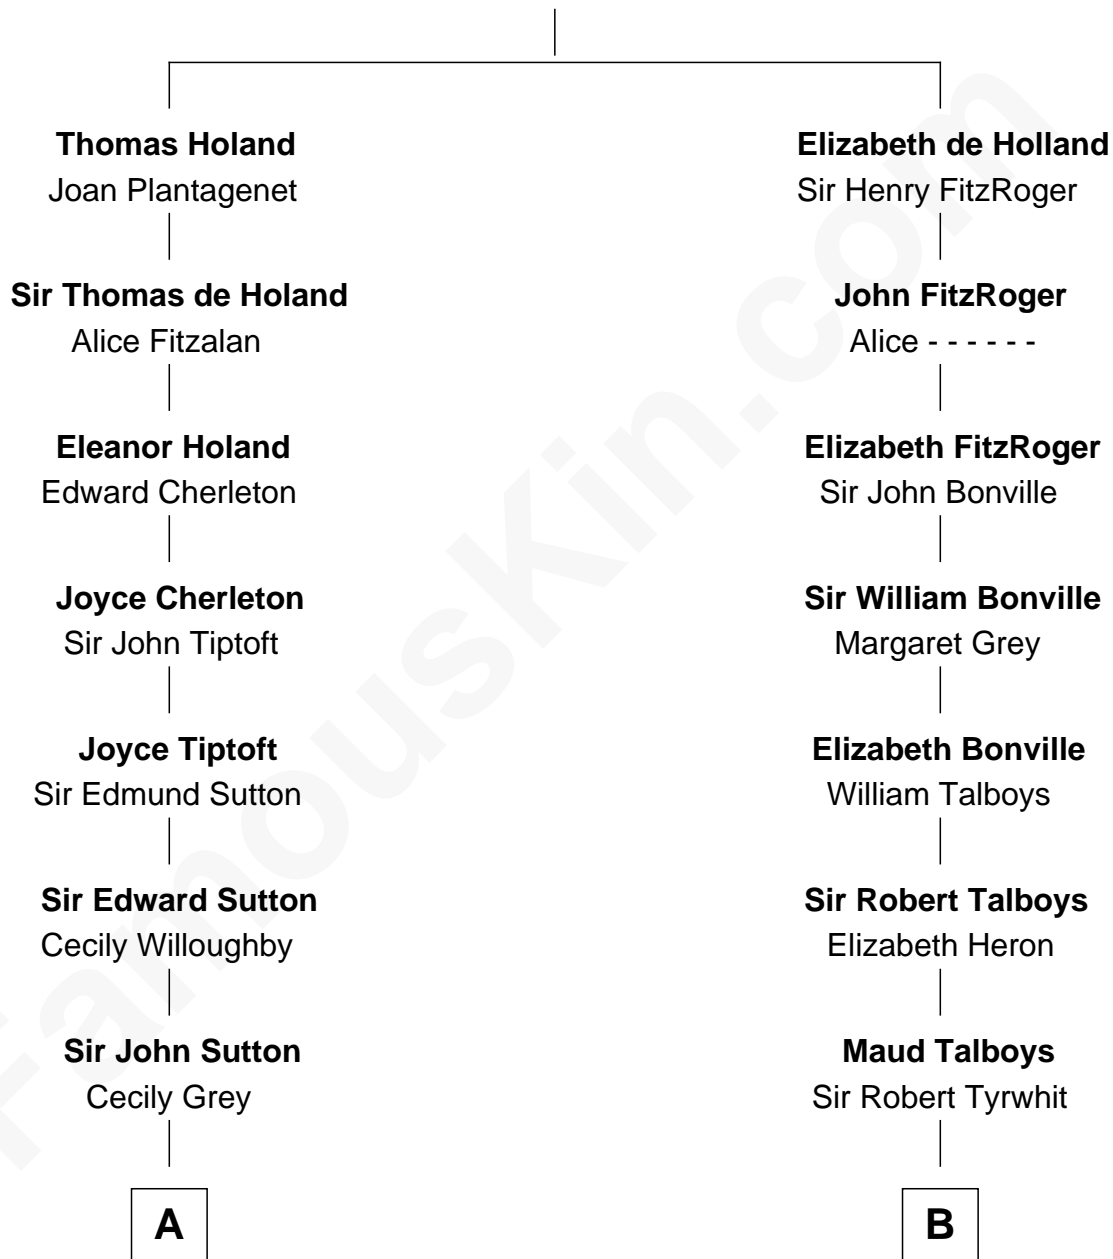 Thomas Holand
Joan Plantagenet
Sir Thomas de Holand
Alice Fitzalan
Eleanor Holand
Edward Cherleton
Joyce Cherleton
Sir John Tiptoft
Joyce Tiptoft
Sir Edmund Sutton
Sir Edward Sutton
Cecily Willoughby
Sir John Sutton
Cecily Grey
A
Elizabeth de Holland
Sir Henry FitzRoger
John FitzRoger
Alice - - - - - -
Elizabeth FitzRoger
Sir John Bonville
Sir William Bonville
Margaret Grey
Elizabeth Bonville
William Talboys
Sir Robert Talboys
Elizabeth Heron
Maud Talboys
Sir Robert Tyrwhit
B
FamousKin.com